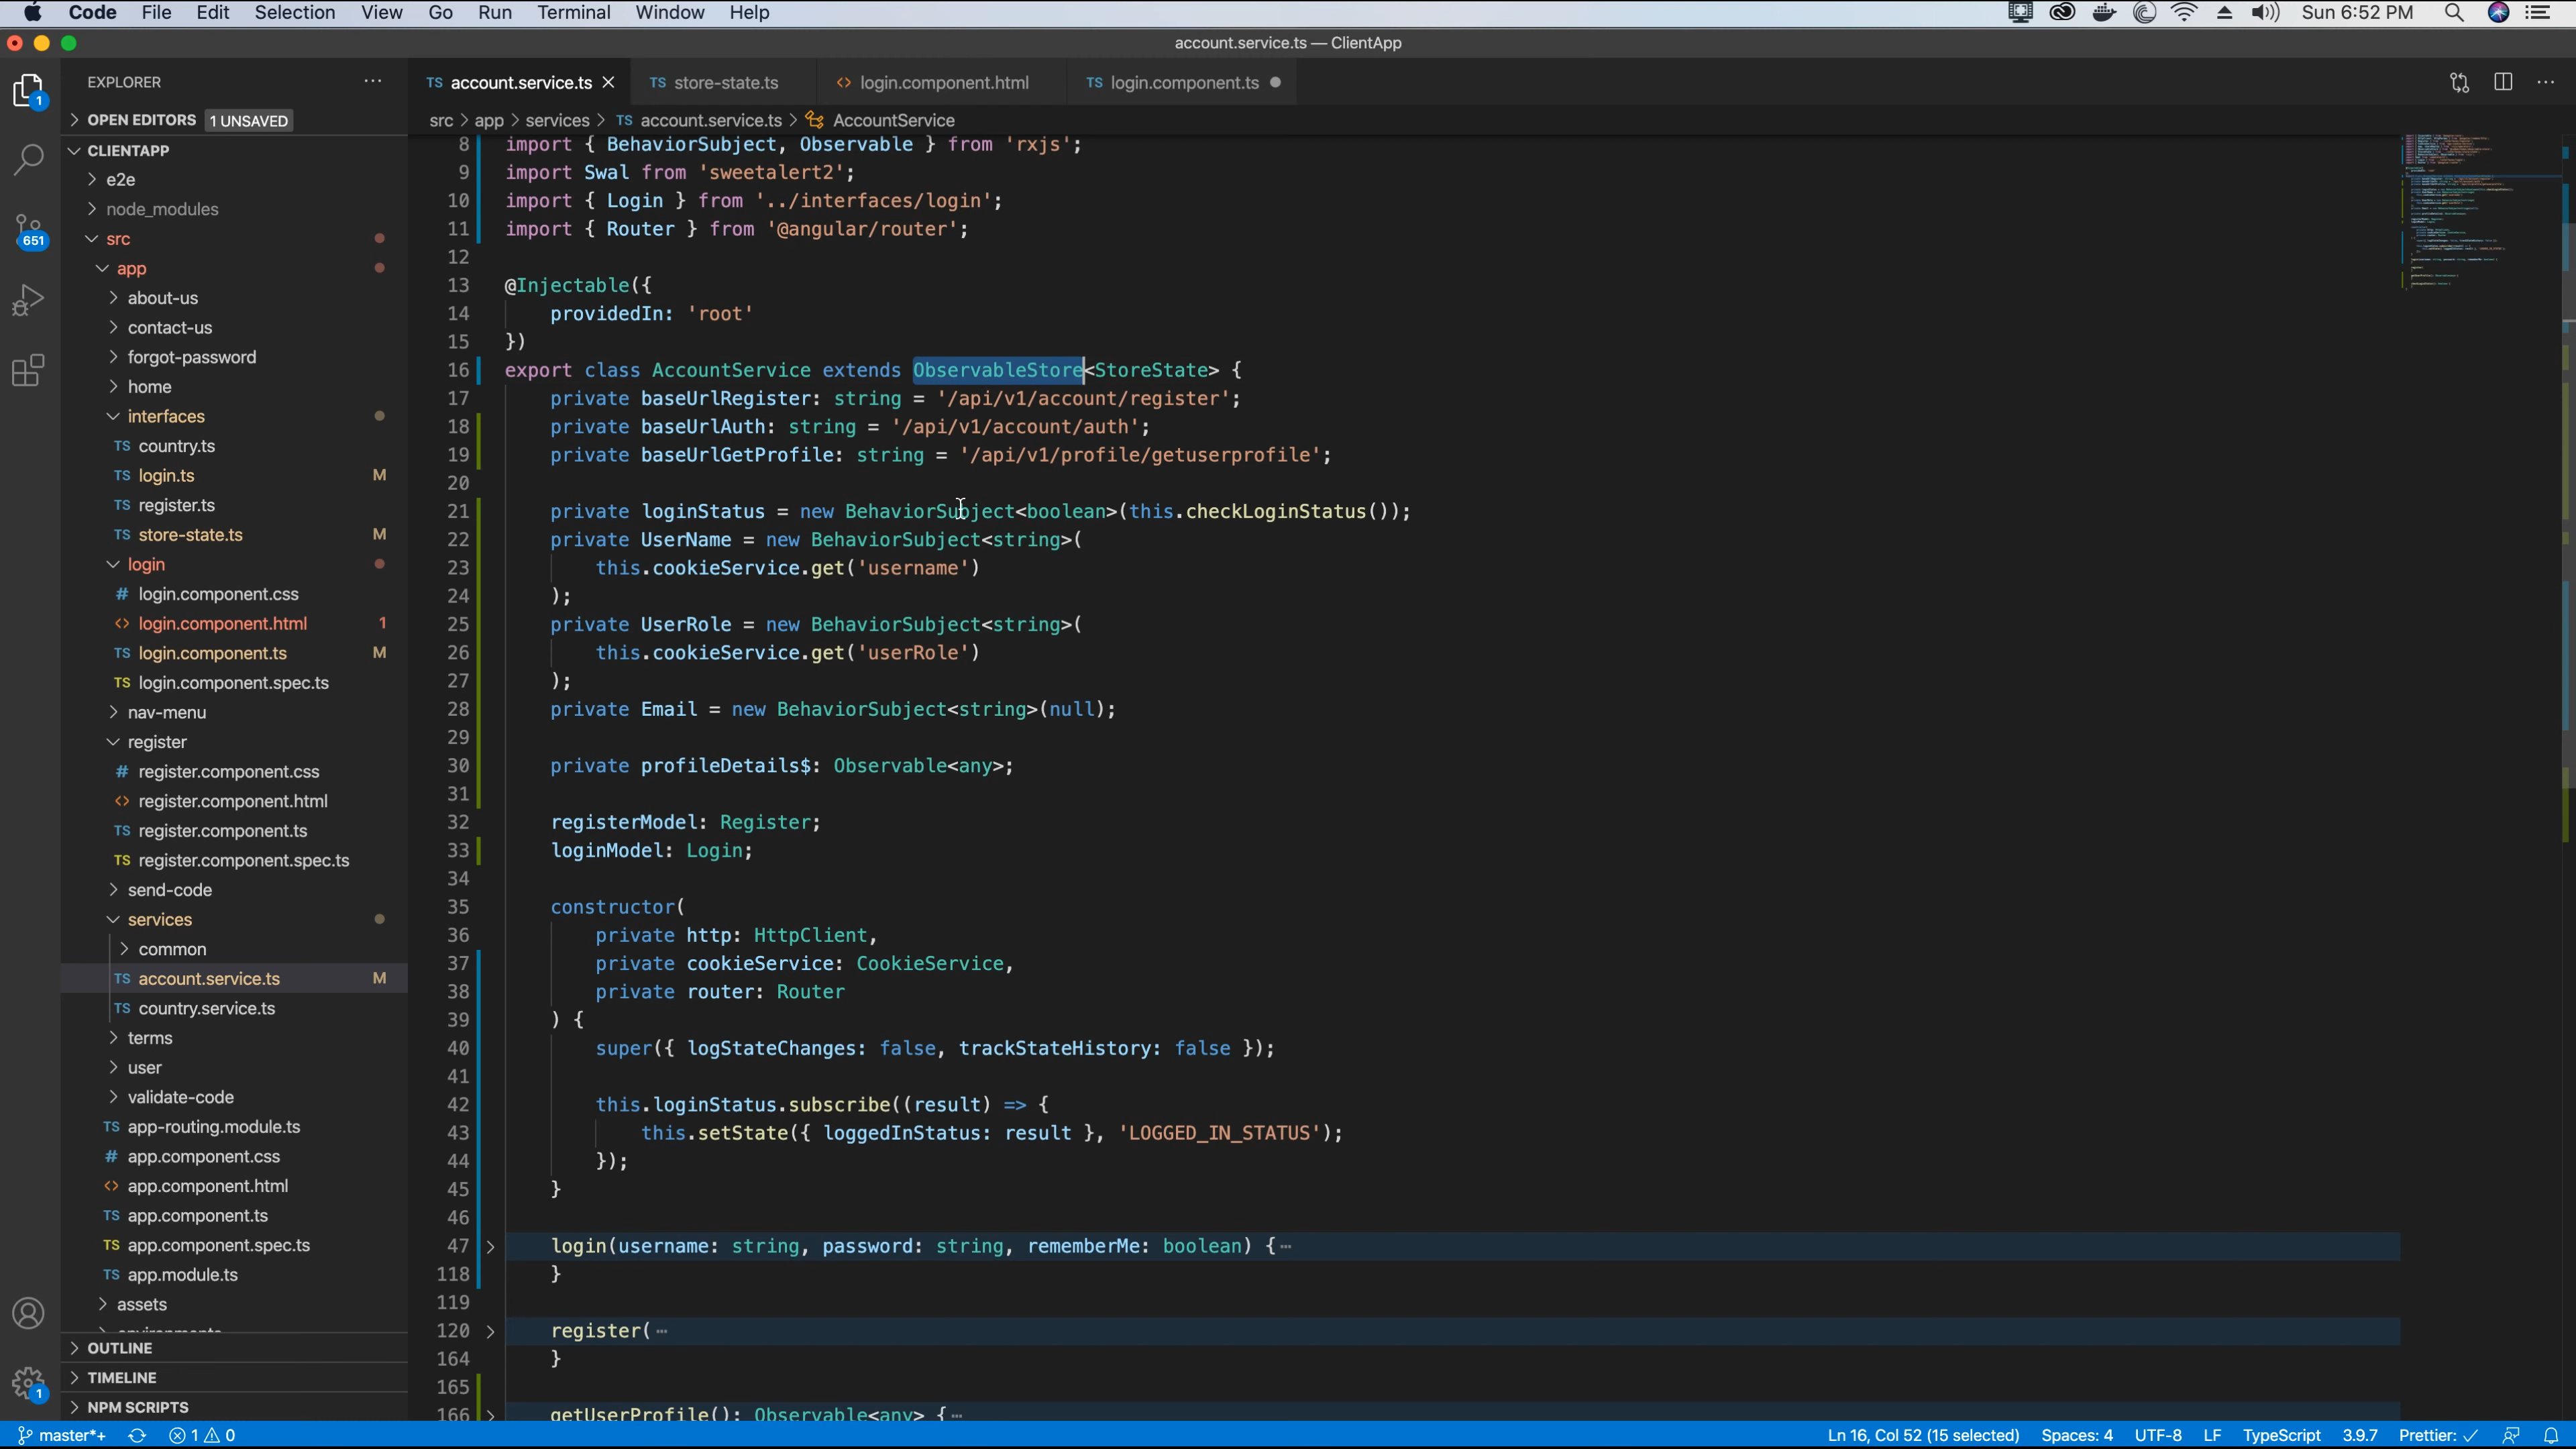 Code File Edit Selection View Go Run Terminal Window Help Sun 6:52 PM
account.service.ts — ClientApp
EXPLORER
account.service.ts store-state.ts login.component.html login.component.ts
OPEN EDITORS 1 UNSAVED
src > app > services > TS account.service.ts > AccountService
CLIENTAPP
e2e
node_modules
src
app
about-us
contact-us
forgot-password
home
interfaces
TS country.ts
TS login.ts M
TS register.ts
TS store-state.ts M
login
# login.component.css
<> login.component.html 1
TS login.component.ts M
TS login.component.spec.ts
nav-menu
register
# register.component.css
<> register.component.html
TS register.component.ts
TS register.component.spec.ts
send-code
services
common
TS account.service.ts M
TS country.service.ts
terms
user
validate-code
TS app-routing.module.ts
# app.component.css
<> app.component.html
TS app.component.ts
TS app.component.spec.ts
TS app.module.ts
assets
OUTLINE
TIMELINE
NPM SCRIPTS
1
651
1
8 import { BehaviorSubject, Observable } from 'rxjs';
9 import Swal from 'sweetalert2';
10 import { Login } from '../interfaces/login';
11 import { Router } from '@angular/router';
12
13 @Injectable({
14 providedIn: 'root'
15 })
16 export class AccountService extends ObservableStore<StoreState> {
17 private baseUrlRegister: string = '/api/v1/account/register';
18 private baseUrlAuth: string = '/api/v1/account/auth';
19 private baseUrlGetProfile: string = '/api/v1/profile/getuserprofile';
20
21 private loginStatus = new BehaviorSubject<boolean>(this.checkLoginStatus());
22 private UserName = new BehaviorSubject<string>(
23 this.cookieService.get('username')
24 );
25 private UserRole = new BehaviorSubject<string>(
26 this.cookieService.get('userRole')
27 );
28 private Email = new BehaviorSubject<string>(null);
29
30 private profileDetails$: Observable<any>;
31
32 registerModel: Register;
33 loginModel: Login;
34
35 constructor(
36 private http: HttpClient,
37 private cookieService: CookieService,
38 private router: Router
39 ) {
40 super({ logStateChanges: false, trackStateHistory: false });
41
42 this.loginStatus.subscribe((result) => {
43 this.setState({ loggedInStatus: result }, 'LOGGED_IN_STATUS');
44 });
45 }
46
47 login(username: string, password: string, rememberMe: boolean) {…
118 }
119
120 register(…
164 }
165
166 getUserProfile(): Observable<any> {…
master*+ 1 0 Ln 16, Col 52 (15 selected) Spaces: 4 UTF-8 LF TypeScript 3.9.7 Prettier: ✓